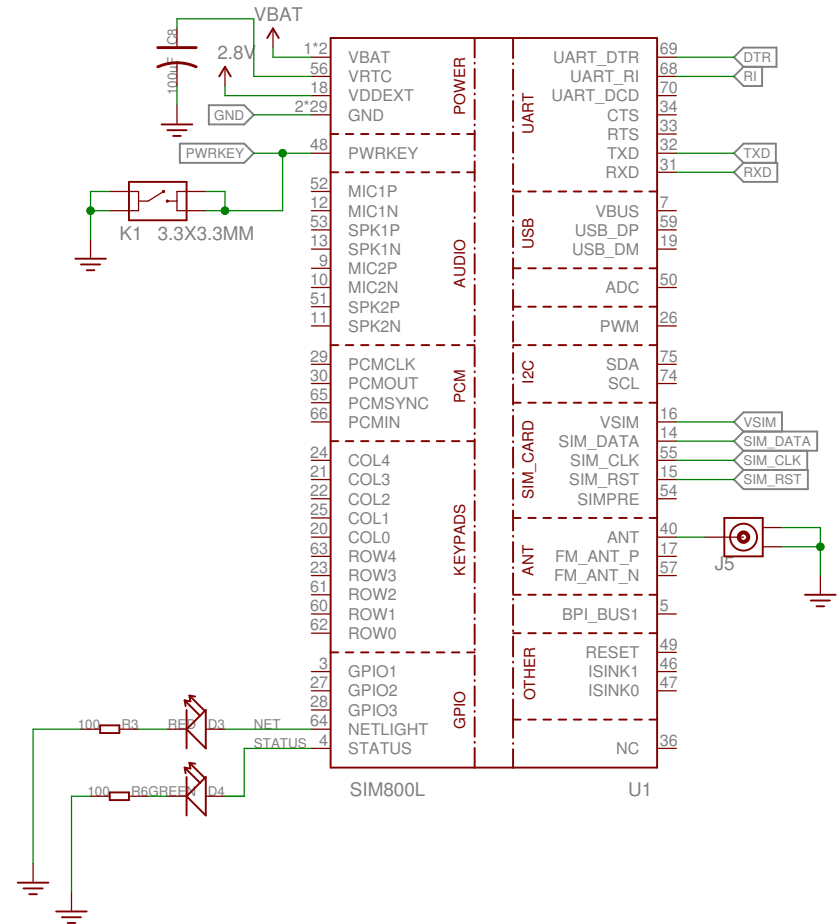 VBAT
C8
100uF
2.8V
GND
PWRKEY
K1 3.3X3.3MM
1*2 VBAT
56 VRTC
18 VDDEXT
2*29 GND
POWER
48 PWRKEY
52 MIC1P
12 MIC1N
53 SPK1P
13 SPK1N
9 MIC2P
10 MIC2N
51 SPK2P
11 SPK2N
AUDIO
29 PCMCLK
30 PCMOUT
65 PCMSYNC
66 PCMIN
PCM
24 COL4
21 COL3
22 COL2
25 COL1
20 COL0
63 ROW4
23 ROW3
61 ROW2
60 ROW1
62 ROW0
KEYPADS
3 GPIO1
27 GPIO2
28 GPIO3
64 NETLIGHT
4 STATUS
GPIO
100 R3 RED D3 NET
STATUS
100 R6 GREEN D4
UART
UART_DTR 69 DTR
UART_RI 68 RI
UART_DCD 70
CTS 34
RTS 33
TXD 32 TXD
RXD 31 RXD
USB
VBUS 7
USB_DP 59
USB_DM 19
ADC 50
PWM 26
I2C
SDA 75
SCL 74
SIM_CARD
VSIM 16 VSIM
SIM_DATA 14 SIM_DATA
SIM_CLK 55 SIM_CLK
SIM_RST 15 SIM_RST
SIMPRE 54
ANT
ANT 40
FM_ANT_P 17
FM_ANT_N 57
J5
BPI_BUS1 5
OTHER
RESET 49
ISINK1 46
ISINK0 47
NC 36
SIM800L U1